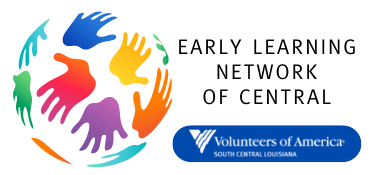 EARLY LEARNING
NETWORK
OF CENTRAL
Volunteers of America®
SOUTH CENTRAL LOUISIANA